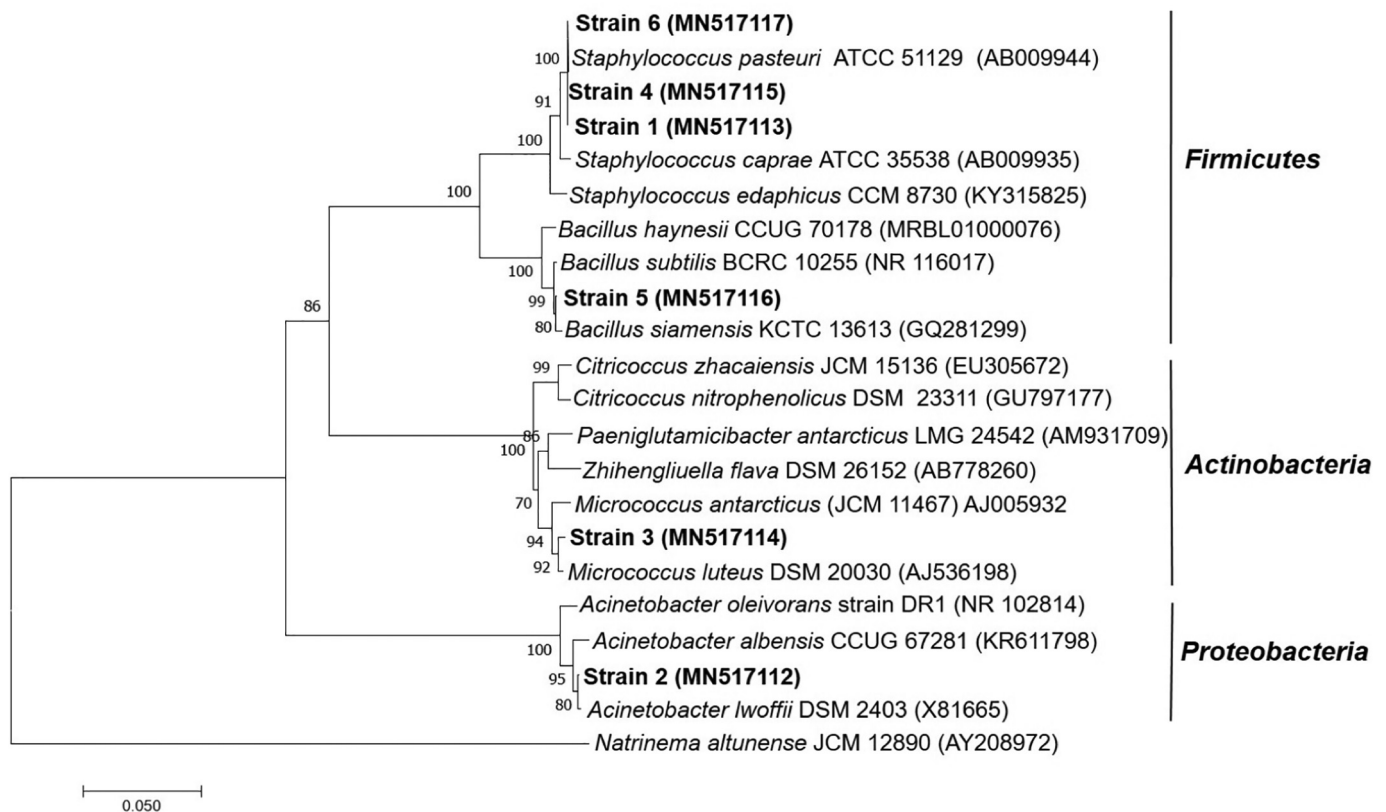 Strain 6 (MN517117)
100
Staphylococcus pasteuri ATCC 51129 (AB009944)
Strain 4 (MN517115)
91
Strain 1 (MN517113)
100
Staphylococcus caprae ATCC 35538 (AB009935)
Firmicutes
100
Staphylococcus edaphicus CCM 8730 (KY315825)
Bacillus haynesii CCUG 70178 (MRBL01000076)
100
Bacillus subtilis BCRC 10255 (NR 116017)
99
Strain 5 (MN517116)
86
80
Bacillus siamensis KCTC 13613 (GQ281299)
99
Citricoccus zhacaiensis JCM 15136 (EU305672)
Citricoccus nitrophenolicus DSM 23311 (GU797177)
86
Paeniglutamicibacter antarcticus LMG 24542 (AM931709)
100
Zhihengliuella flava DSM 26152 (AB778260)
Actinobacteria
70
Micrococcus antarcticus (JCM 11467) AJ005932
94
Strain 3 (MN517114)
92
Micrococcus luteus DSM 20030 (AJ536198)
Acinetobacter oleivorans strain DR1 (NR 102814)
100
Acinetobacter albensis CCUG 67281 (KR611798)
Proteobacteria
95
Strain 2 (MN517112)
80
Acinetobacter lwoffii DSM 2403 (X81665)
Natrinema altunense JCM 12890 (AY208972)
0.050